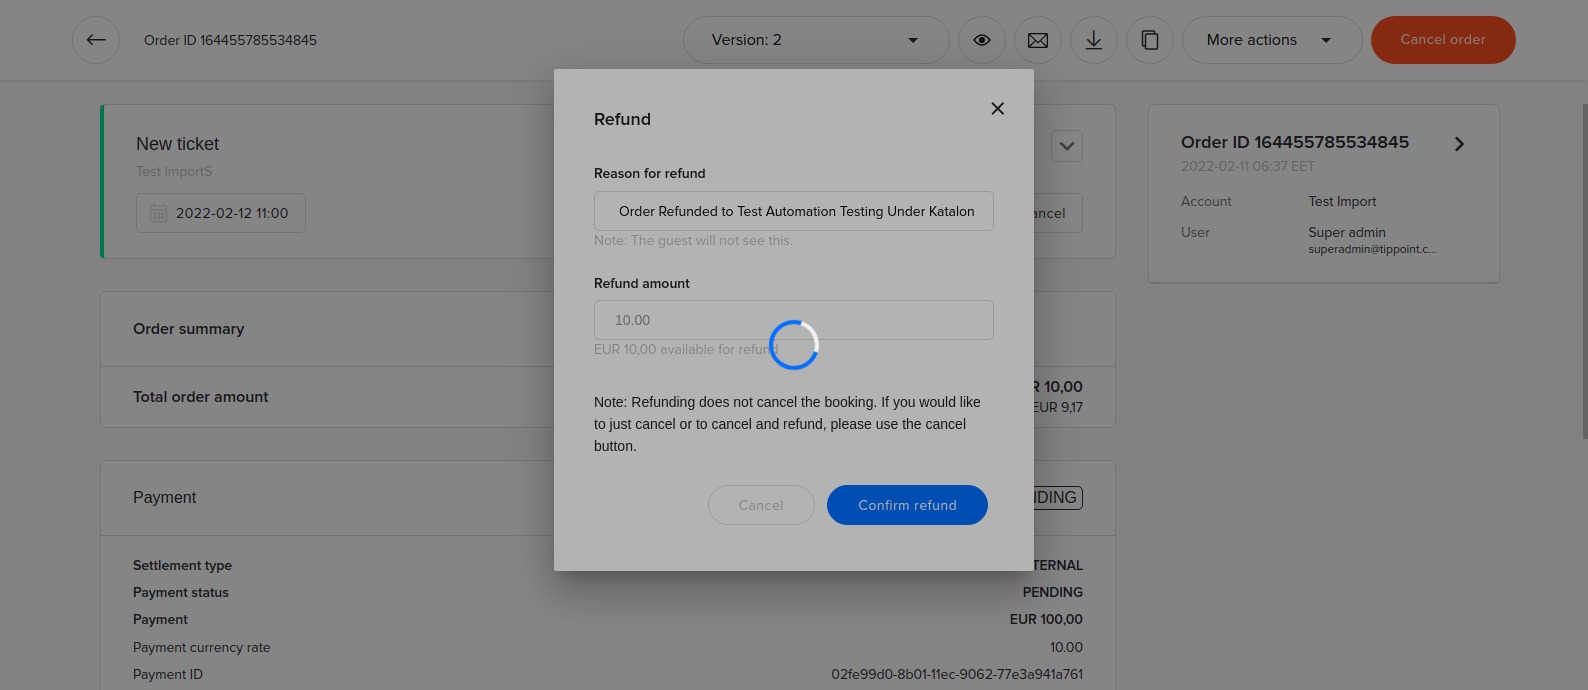 Order ID 164455785534845
Version: 2
More actions
Cancel order
New ticket
Test ImportS
2022-02-12 11:00
ancel
Order summary
Total order amount
R 10,00
EUR 9,17
Payment
NDING
Settlement type
TERNAL
Payment status
PENDING
Payment
EUR 100,00
Payment currency rate
10.00
Payment ID
02fe99d0-8b01-11ec-9062-77e3a941a761
Refund
Reason for refund
Order Refunded to Test Automation Testing Under Katalon
Note: The guest will not see this.
Refund amount
10.00
EUR 10,00 available for refund
Note: Refunding does not cancel the booking. If you would like
to just cancel or to cancel and refund, please use the cancel
button.
Cancel
Confirm refund
Order ID 164455785534845
2022-02-11 06:37 EET
Account
Test Import
User
Super admin
superadmin@tippoint.c...